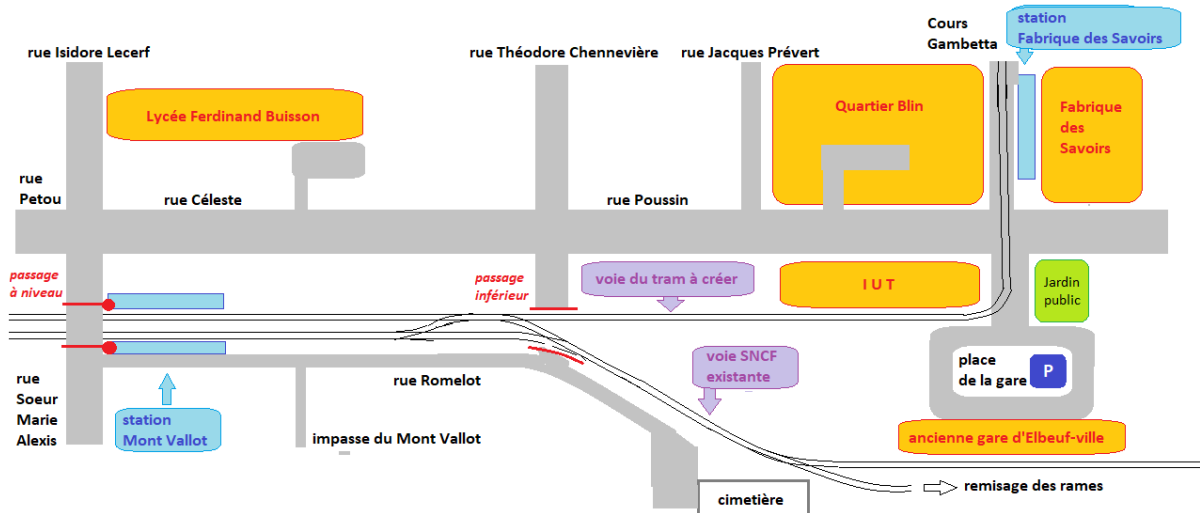 Cours
Gambetta
station
Fabrique des Savoirs
rue Isidore Lecerf
rue Théodore Chennevière
rue Jacques Prévert
Lycée Ferdinand Buisson
Quartier Blin
Fabrique
des
Savoirs
rue
Petou
rue Céleste
rue Poussin
passage
à niveau
passage
inférieur
voie du tram à créer
I U T
Jardin
public
rue
Soeur
Marie
Alexis
station
Mont Vallot
rue Romelot
impasse du Mont Vallot
voie SNCF
existante
place
de la gare
P
ancienne gare d'Elbeuf-ville
remisage des rames
cimetière